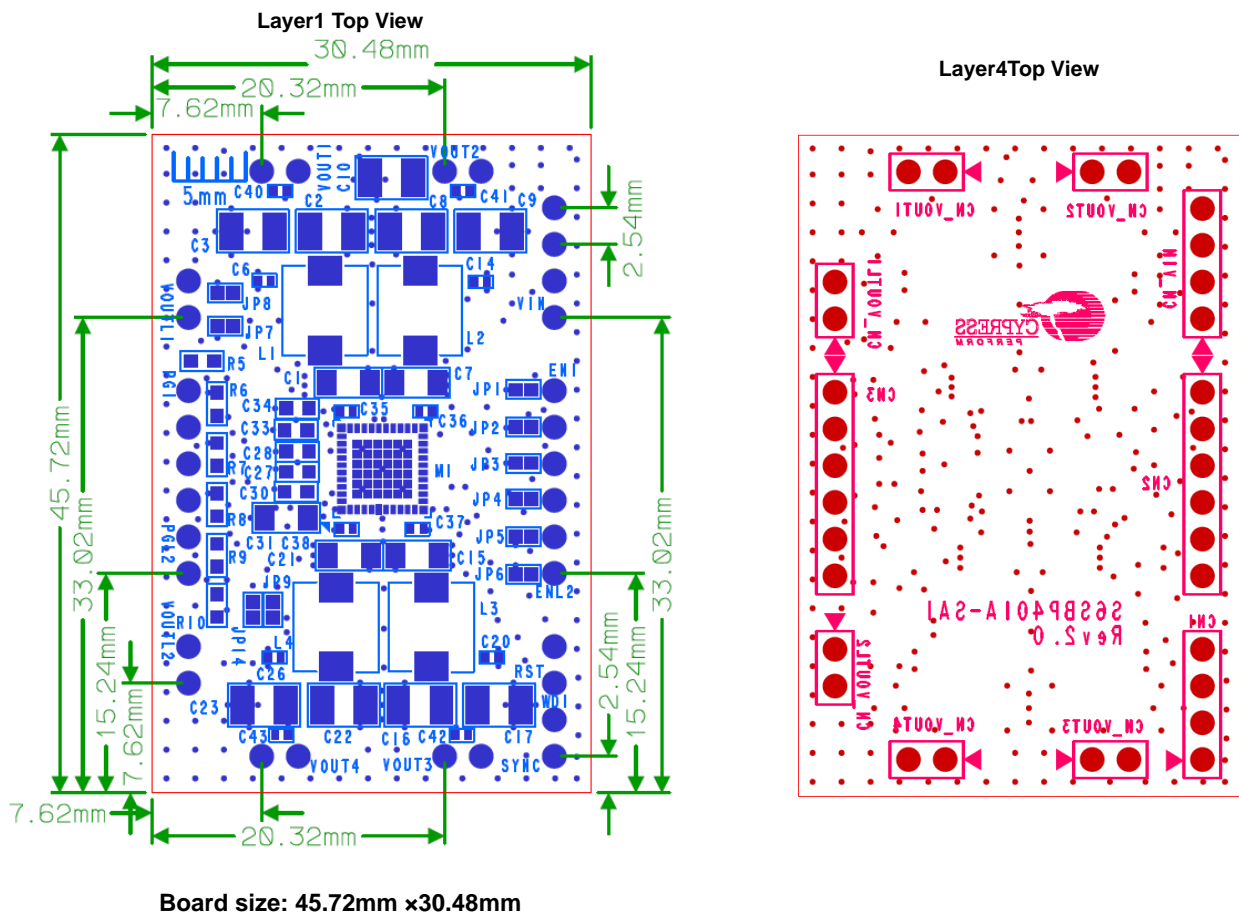 Layer1 Top View
30.48mm
20.32mm
7.62mm
5mm
C40
VOUT1
C10
VOUT2
C41
C9
C3
C2
C8
2.54mm
C6
C14
VOUTL1
JP8
VIN
JP7
L1
L2
R5
PG1
R6
C1
C7
JP1
EN1
C34
C35
C36
C33
JP2
C28
R7
C27
M1
JP3
C30
JP4
R8
C37
C31
C38
JP5
PGL2
R9
C21
C15
JP6
ENL2
JP9
R10
JP14
L3
VOUTL2
L4
C20
C26
RST
C23
WD1
C43
C22
C16
C42
C17
VOUT4
VOUT3
SYNC
45.72mm
33.02mm
15.24mm
7.62mm
33.02mm
2.54mm
15.24mm
7.62mm
20.32mm
Board size: 45.72mm ×30.48mm
Layer4Top View
CN_VOUT1
CN_VOUT2
CN_VOUTL1
CN_VIN
CYPRESS
PERFORM
CN3
CN2
S6SBP401A-SA1
Rev2.0
CN1
CN_VOUTL2
CN_VOUT4
CN_VOUT3